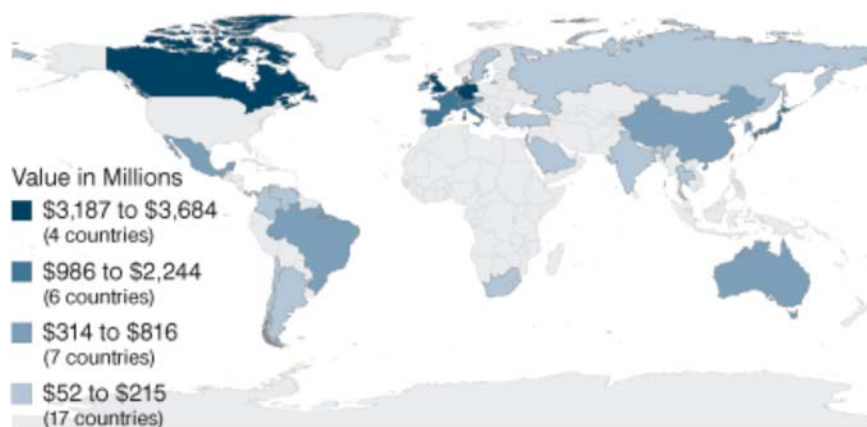 Value in Millions
$3,187 to $3,684
(4 countries)
$986 to $2,244
(6 countries)
$314 to $816
(7 countries)
$52 to $215
(17 countries)